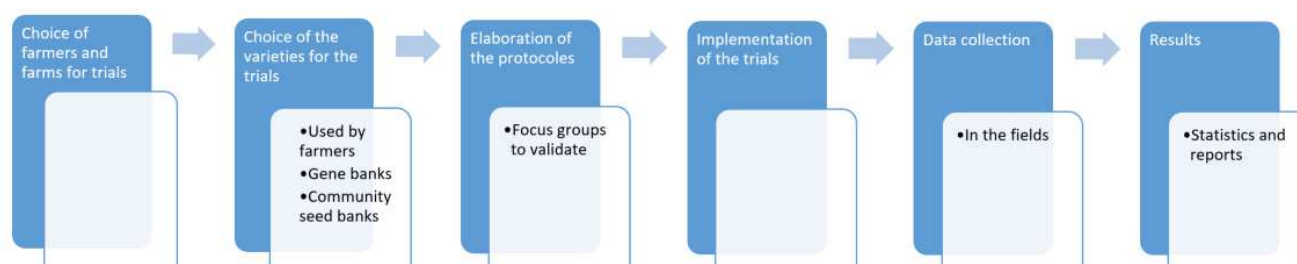 Choice of
farmers and
farms for trials
Choice of the
varieties for the
trials
•Used by
farmers
•Gene banks
•Community
seed banks
Elaboration of
the protocoles
•Focus groups
to validate
Implementation
of the trials
Data collection
•In the fields
Results
•Statistics and
reports